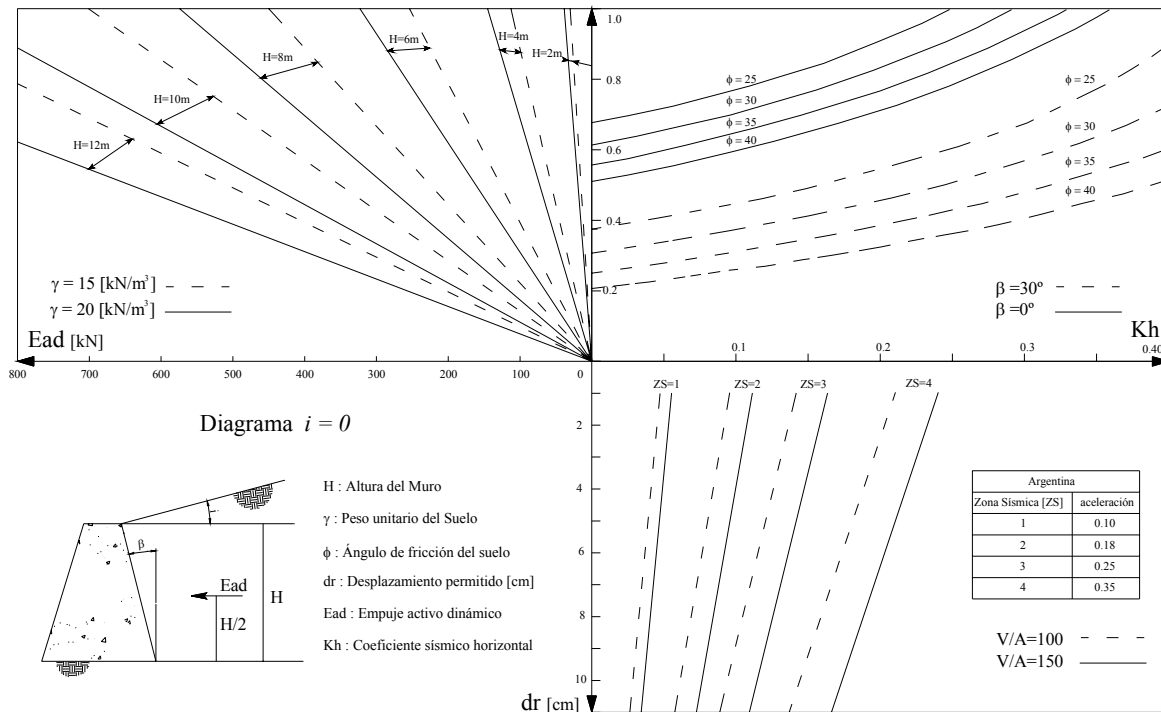 H=8m
H=6m
H=4m
H=2m
H=10m
H=12m
γ = 15 [kN/m³]
γ = 20 [kN/m³]
Ead [kN]
800 700 600 500 400 300 200 100 0
1.0
0.8
0.6
0.4
0.2
ϕ = 25
ϕ = 30
ϕ = 35
ϕ = 40
ϕ = 25
ϕ = 30
ϕ = 35
ϕ = 40
β =30º
β =0º
Kh
0.1 0.2 0.3 0.40
ZS=1 ZS=2 ZS=3 ZS=4
2
4
6
8
10
dr [cm]
Diagrama i = 0
i
β
Ead
H/2
H
H : Altura del Muro
γ : Peso unitario del Suelo
ϕ : Ángulo de fricción del suelo
dr : Desplazamiento permitido [cm]
Ead : Empuje activo dinámico
Kh : Coeficiente sísmico horizontal
Argentina
Zona Sísmica [ZS] aceleración
1 0.10
2 0.18
3 0.25
4 0.35
V/A=100
V/A=150